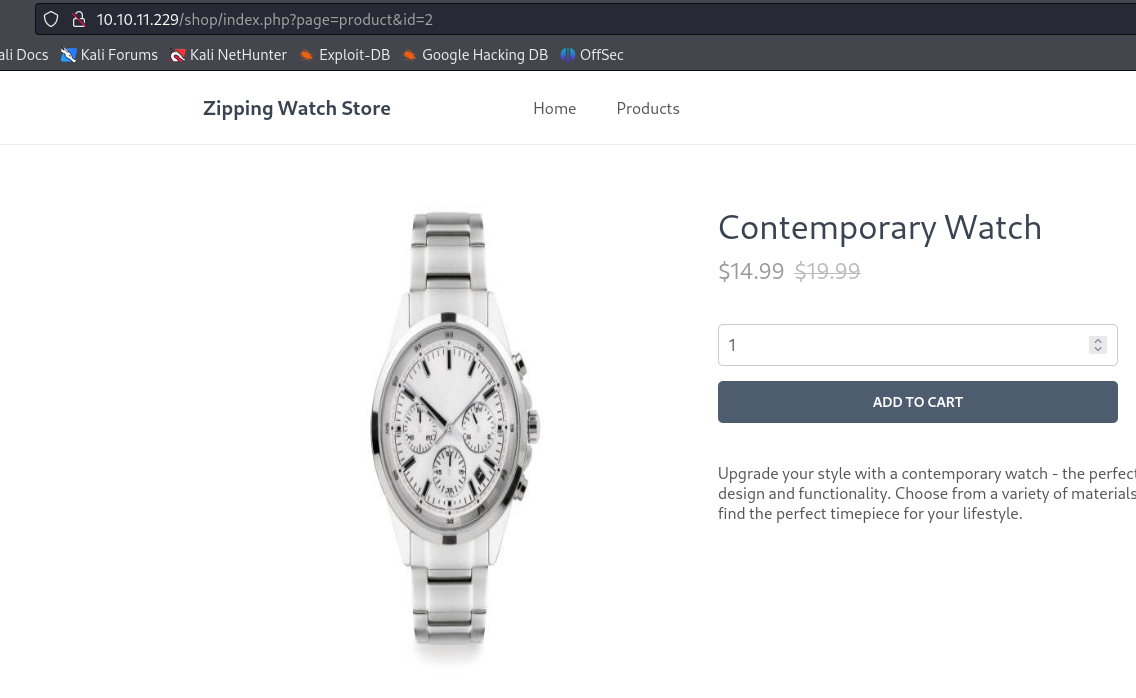 10.10.11.229/shop/index.php?page=product&id=2
ali Docs Kali Forums Kali NetHunter Exploit-DB Google Hacking DB OffSec
Zipping Watch Store Home Products
Contemporary Watch
$14.99 $19.99
1
ADD TO CART
Upgrade your style with a contemporary watch - the perfect
design and functionality. Choose from a variety of materials
find the perfect timepiece for your lifestyle.